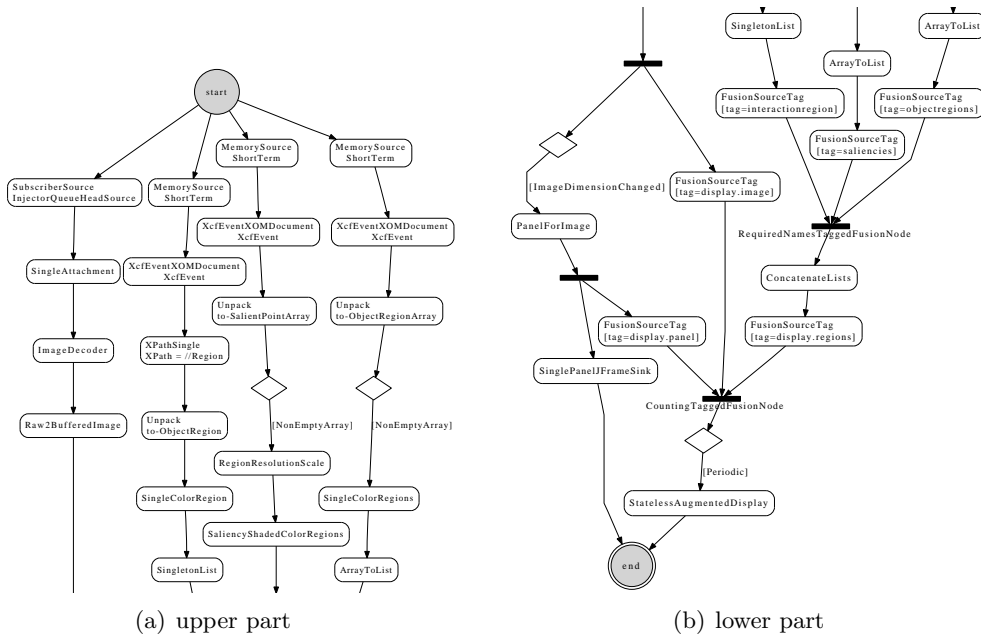 start
MemorySource
ShortTerm
MemorySource
ShortTerm
SubscriberSource
InjectorQueueHeadSource
MemorySource
ShortTerm
XcfEventXOMDocument
XcfEvent
XcfEventXOMDocument
XcfEvent
SingleAttachment
XcfEventXOMDocument
XcfEvent
Unpack
to-SalientPointArray
Unpack
to-ObjectRegionArray
ImageDecoder
XPathSingle
XPath = //Region
Raw2BufferedImage
Unpack
to-ObjectRegion
[NonEmptyArray]
[NonEmptyArray]
RegionResolutionScale
SingleColorRegion
SingleColorRegions
SaliencyShadedColorRegions
SingletonList
ArrayToList
(a) upper part
SingletonList
ArrayToList
ArrayToList
FusionSourceTag
[tag=interactionregion]
FusionSourceTag
[tag=objectregions]
FusionSourceTag
[tag=saliencies]
[ImageDimensionChanged]
FusionSourceTag
[tag=display.image]
PanelForImage
RequiredNamesTaggedFusionNode
ConcatenateLists
FusionSourceTag
[tag=display.panel]
FusionSourceTag
[tag=display.regions]
SinglePanelJFrameSink
CountingTaggedFusionNode
[Periodic]
StatelessAugmentedDisplay
end
(b) lower part